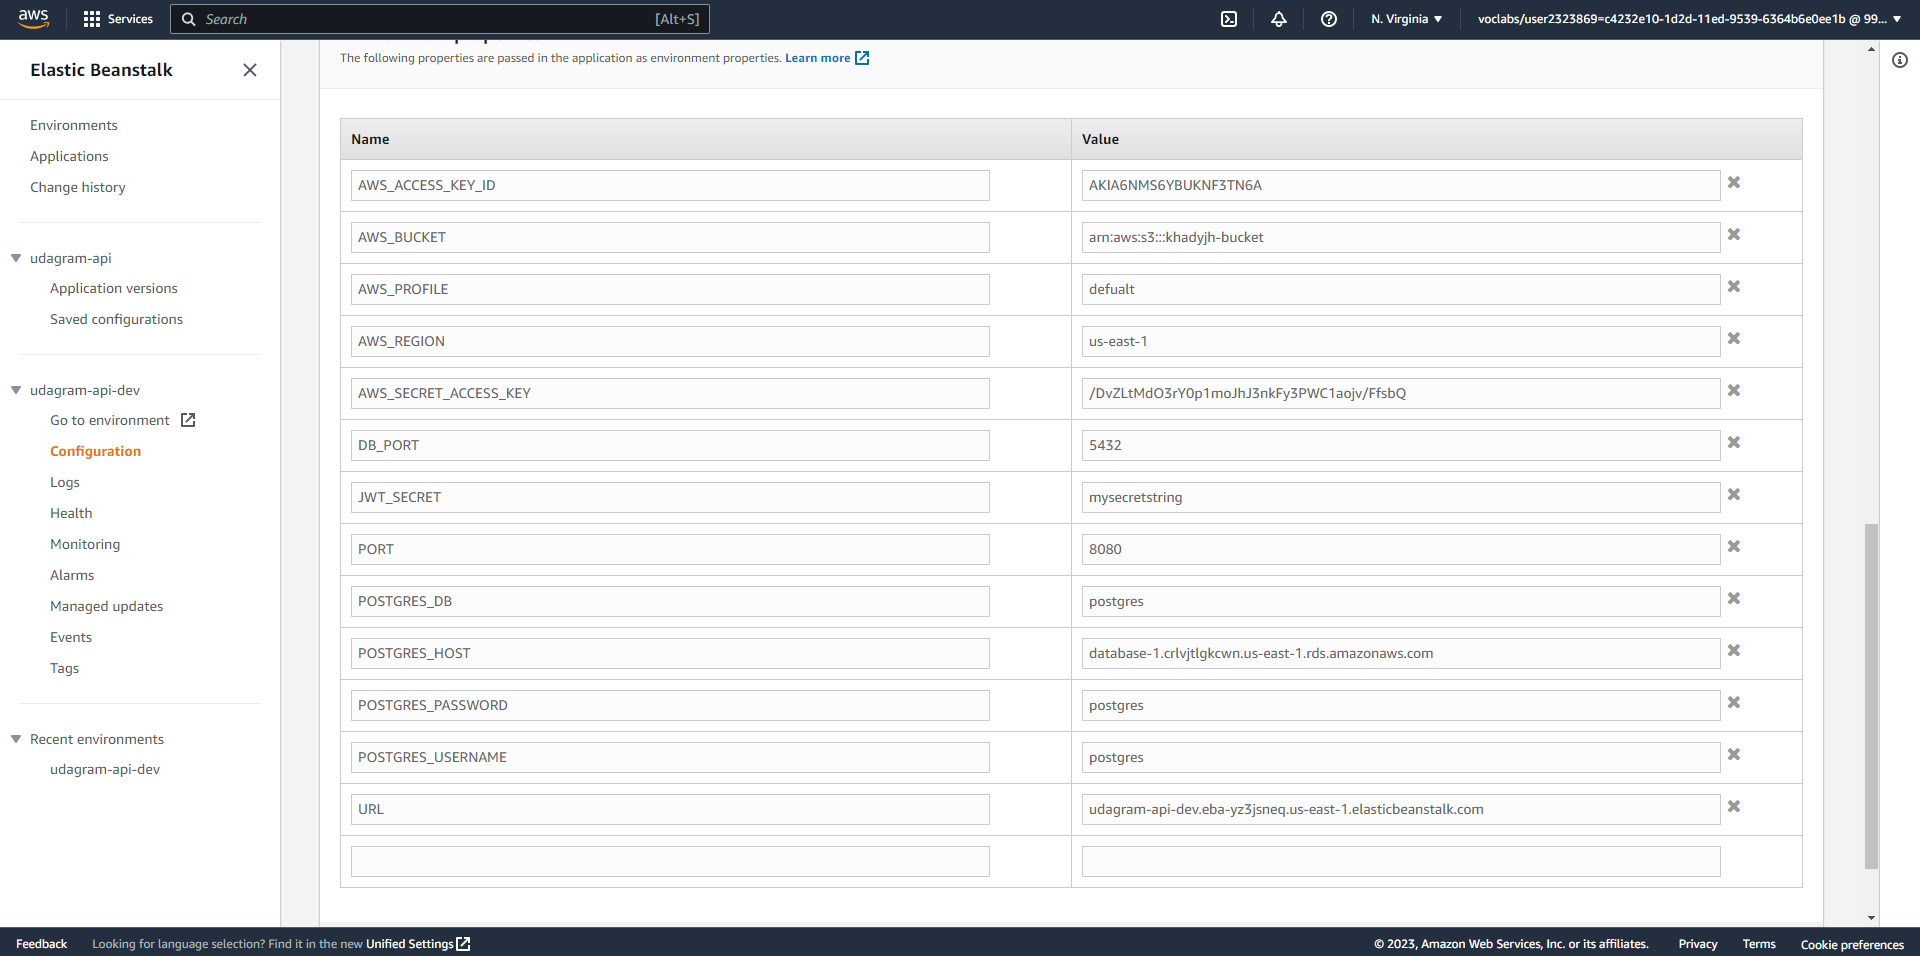 aws
Services
Search
[Alt+S]
N. Virginia
voclabs/user2323869=c4232e10-1d2d-11ed-9539-6364b6e0ee1b @ 99...
Elastic Beanstalk
Environments
Applications
Change history
udagram-api
Application versions
Saved configurations
udagram-api-dev
Go to environment
Configuration
Logs
Health
Monitoring
Alarms
Managed updates
Events
Tags
Recent environments
udagram-api-dev
The following properties are passed in the application as environment properties. Learn more
Name Value
AWS_ACCESS_KEY_ID AKIA6NMS6YBUKNF3TN6A
AWS_BUCKET arn:aws:s3:::khadyjh-bucket
AWS_PROFILE defualt
AWS_REGION us-east-1
AWS_SECRET_ACCESS_KEY /DvZLtMdO3rY0p1moJhJ3nkFy3PWC1aojv/FfsbQ
DB_PORT 5432
JWT_SECRET mysecretstring
PORT 8080
POSTGRES_DB postgres
POSTGRES_HOST database-1.crlvjtlgkcwn.us-east-1.rds.amazonaws.com
POSTGRES_PASSWORD postgres
POSTGRES_USERNAME postgres
URL udagram-api-dev.eba-yz3jsneq.us-east-1.elasticbeanstalk.com
Feedback
Looking for language selection? Find it in the new Unified Settings
© 2023, Amazon Web Services, Inc. or its affiliates.
Privacy
Terms
Cookie preferences